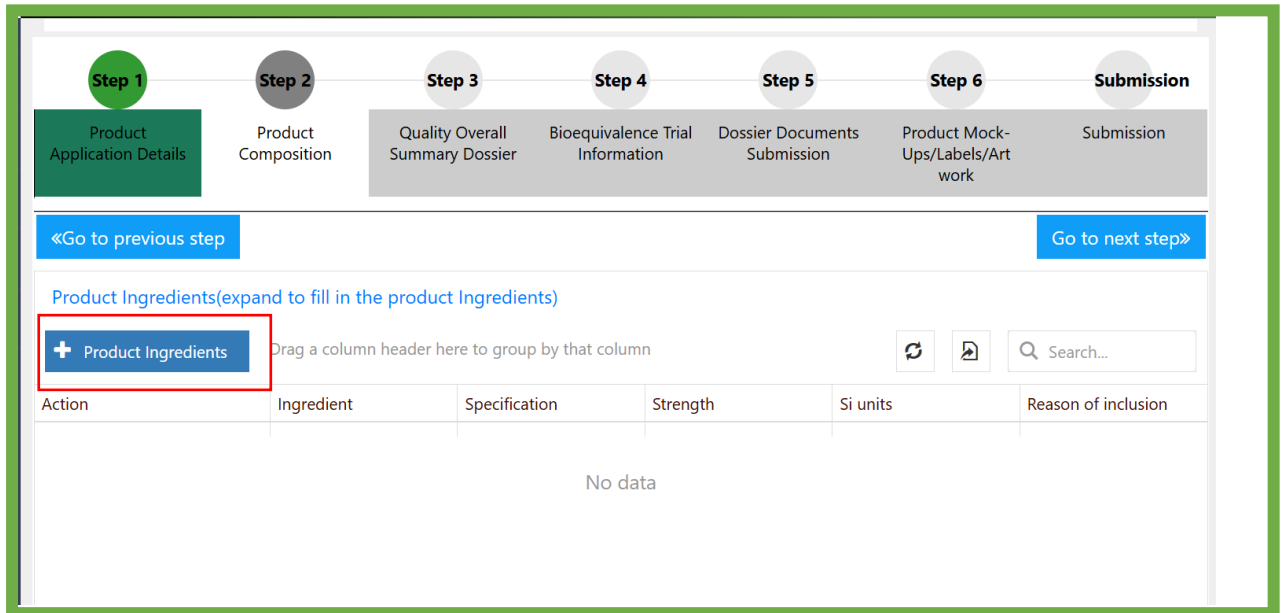 Step 1
Step 2
Step 3
Step 4
Step 5
Step 6
Submission
Product
Application Details
Product
Composition
Quality Overall
Summary Dossier
Bioequivalence Trial
Information
Dossier Documents
Submission
Product Mock-
Ups/Labels/Art
work
Submission
«Go to previous step
Go to next step»
Product Ingredients(expand to fill in the product Ingredients)
+ Product Ingredients
Drag a column header here to group by that column
Search...
Action
Ingredient
Specification
Strength
Si units
Reason of inclusion
No data